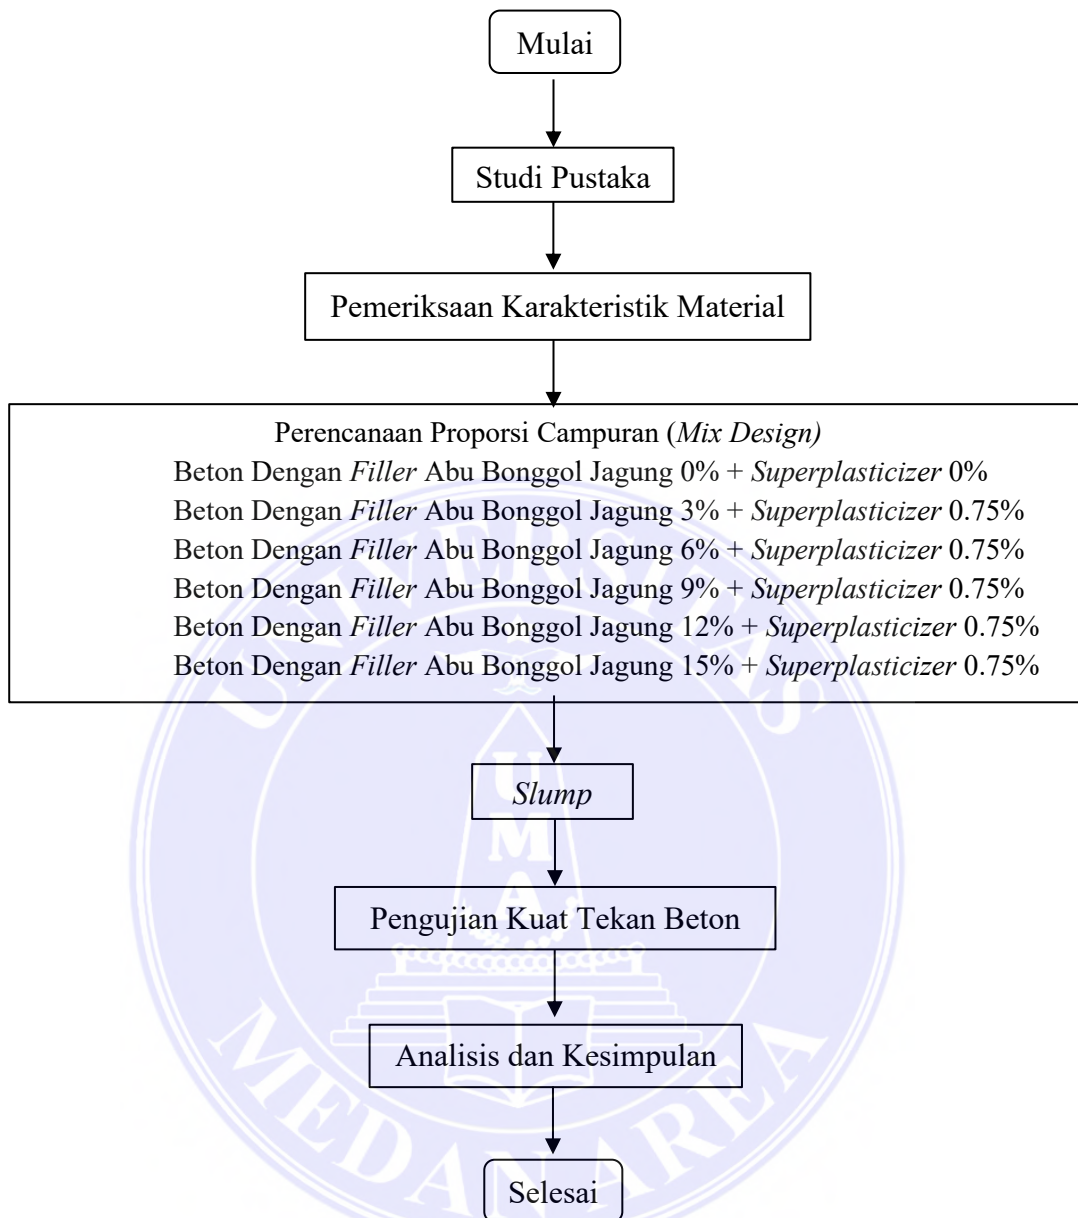 Mulai
Studi Pustaka
Pemeriksaan Karakteristik Material
Perencanaan Proporsi Campuran (Mix Design)
Beton Dengan Filler Abu Bonggol Jagung 0% + Superplasticizer 0%
Beton Dengan Filler Abu Bonggol Jagung 3% + Superplasticizer 0.75%
Beton Dengan Filler Abu Bonggol Jagung 6% + Superplasticizer 0.75%
Beton Dengan Filler Abu Bonggol Jagung 9% + Superplasticizer 0.75%
Beton Dengan Filler Abu Bonggol Jagung 12% + Superplasticizer 0.75%
Beton Dengan Filler Abu Bonggol Jagung 15% + Superplasticizer 0.75%
Slump
Pengujian Kuat Tekan Beton
Analisis dan Kesimpulan
Selesai
UNIVERSITAS
UMA
MEDAN AREA